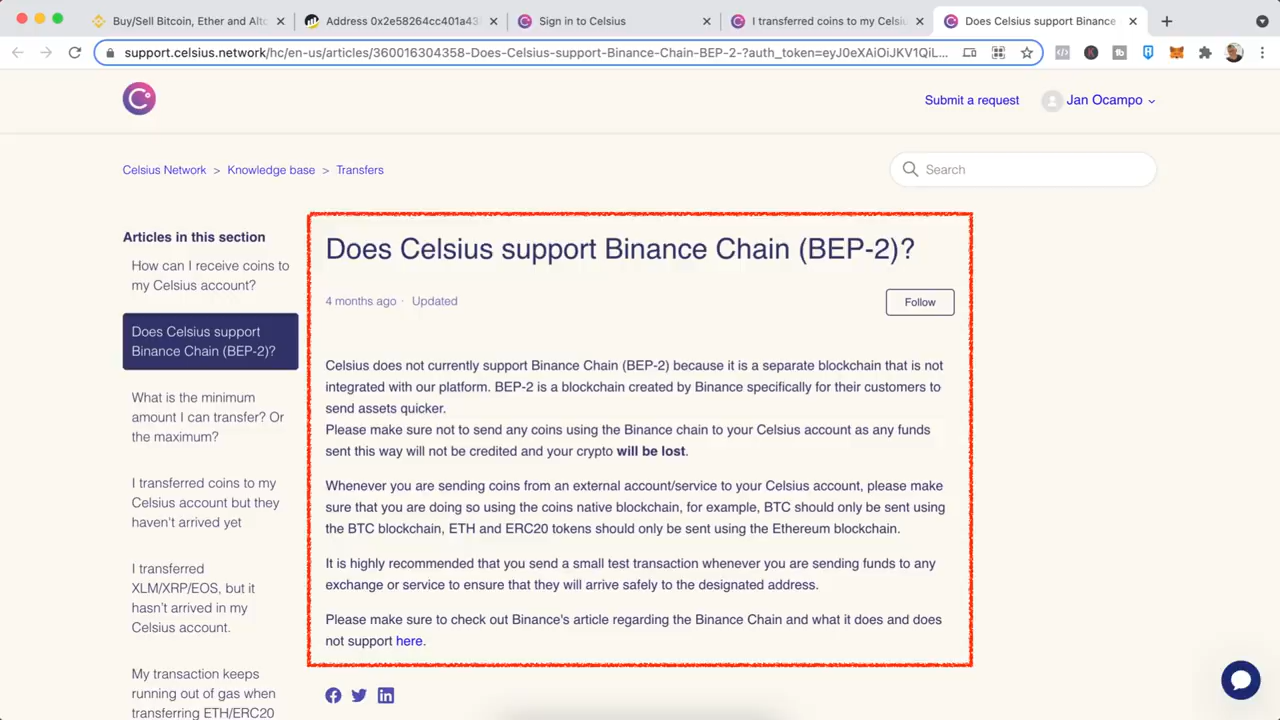 Buy/Sell Bitcoin, Ether and Altc
Address 0x2e58264cc401a43
Sign in to Celsius
I transferred coins to my Celsiu
Does Celsius support Binance
support.celsius.network/hc/en-us/articles/360016304358-Does-Celsius-support-Binance-Chain-BEP-2-?auth_token=eyJ0eXAiOiJKV1QiL...
Submit a request
Jan Ocampo
Celsius Network > Knowledge base > Transfers
Search
Articles in this section
How can I receive coins to
my Celsius account?
Does Celsius support
Binance Chain (BEP-2)?
What is the minimum
amount I can transfer? Or
the maximum?
I transferred coins to my
Celsius account but they
haven't arrived yet
I transferred
XLM/XRP/EOS, but it
hasn't arrived in my
Celsius account.
My transaction keeps
running out of gas when
transferring ETH/ERC20
Does Celsius support Binance Chain (BEP-2)?
4 months ago · Updated
Follow
Celsius does not currently support Binance Chain (BEP-2) because it is a separate blockchain that is not
integrated with our platform. BEP-2 is a blockchain created by Binance specifically for their customers to
send assets quicker.
Please make sure not to send any coins using the Binance chain to your Celsius account as any funds
sent this way will not be credited and your crypto will be lost.
Whenever you are sending coins from an external account/service to your Celsius account, please make
sure that you are doing so using the coins native blockchain, for example, BTC should only be sent using
the BTC blockchain, ETH and ERC20 tokens should only be sent using the Ethereum blockchain.
It is highly recommended that you send a small test transaction whenever you are sending funds to any
exchange or service to ensure that they will arrive safely to the designated address.
Please make sure to check out Binance's article regarding the Binance Chain and what it does and does
not support here.